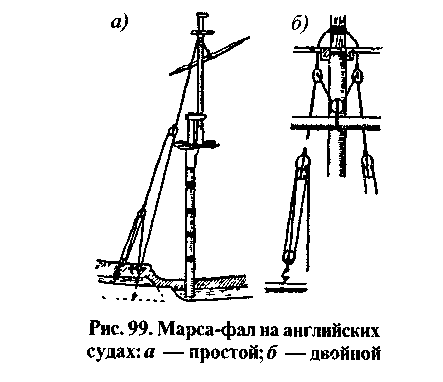 а) б)
Рис. 99. Марса-фал на английских
судах: а — простой; б — двойной